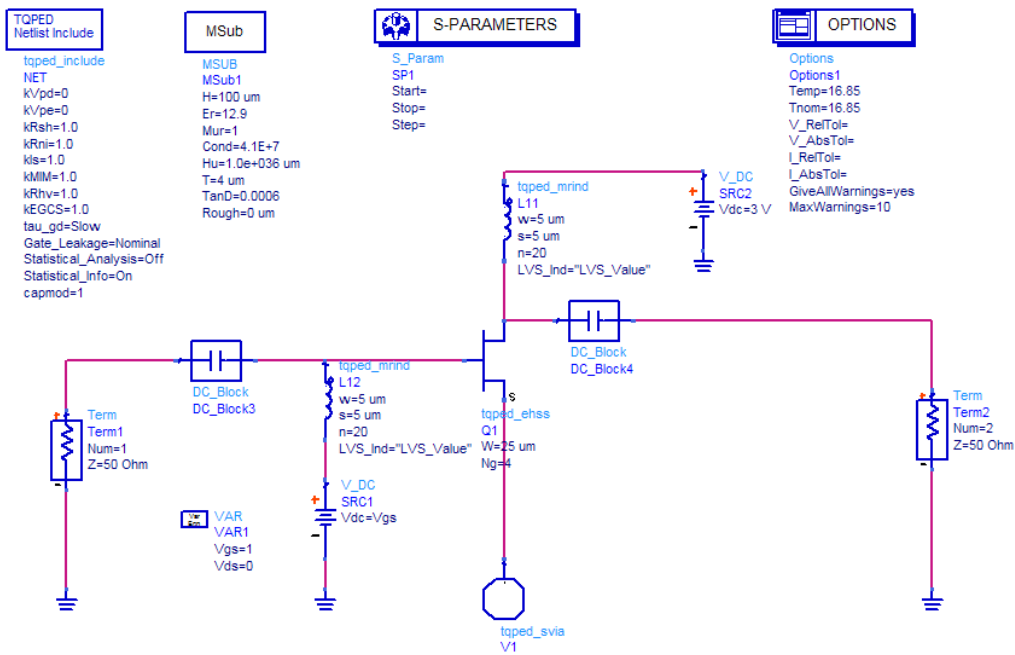 TQPED
Netlist Include
tqped_include
NET
kVpd=0
kVpe=0
kRsh=1.0
kRni=1.0
kls=1.0
kMIM=1.0
kRhv=1.0
kEGCS=1.0
tau_gd=Slow
Gate_Leakage=Nominal
Statistical_Analysis=Off
Statistical_Info=On
capmod=1
MSub
MSUB
MSub1
H=100 um
Er=12.9
Mur=1
Cond=4.1E+7
Hu=1.0e+036 um
T=4 um
TanD=0.0006
Rough=0 um
S-PARAMETERS
S_Param
SP1
Start=
Stop=
Step=
OPTIONS
Options
Options1
Temp=16.85
Tnom=16.85
V_RelTol=
V_AbsTol=
I_RelTol=
I_AbsTol=
GiveAllWarnings=yes
MaxWarnings=10
tqped_mrind
L11
w=5 um
s=5 um
n=20
LVS_Ind="LVS_Value"
+
V_DC
SRC2
Vdc=3 V
-
DC_Block
DC_Block3
DC_Block
DC_Block4
tqped_mrind
L12
w=5 um
s=5 um
n=20
LVS_Ind="LVS_Value"
S
tqped_ehss
Q1
W=25 um
Ng=4
+
Term
Term1
Num=1
Z=50 Ohm
-
+
Term
Term2
Num=2
Z=50 Ohm
-
+
V_DC
SRC1
Vdc=Vgs
-
Var
Eqn
VAR
VAR1
Vgs=1
Vds=0
tqped_svia
V1